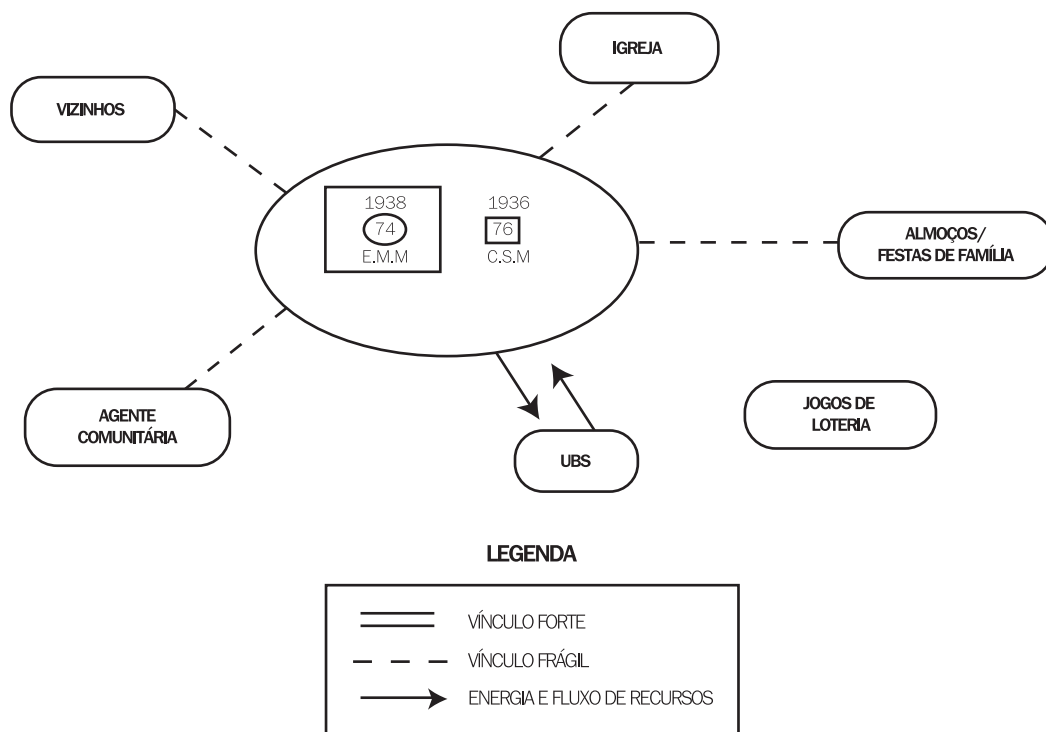 IGREJA
VIZINHOS
1938
74
E.M.M
1936
76
C.S.M
ALMOÇOS/
FESTAS DE FAMÍLIA
AGENTE
COMUNITÁRIA
JOGOS DE
LOTERIA
UBS
LEGENDA
VÍNCULO FORTE
VÍNCULO FRÁGIL
ENERGIA E FLUXO DE RECURSOS